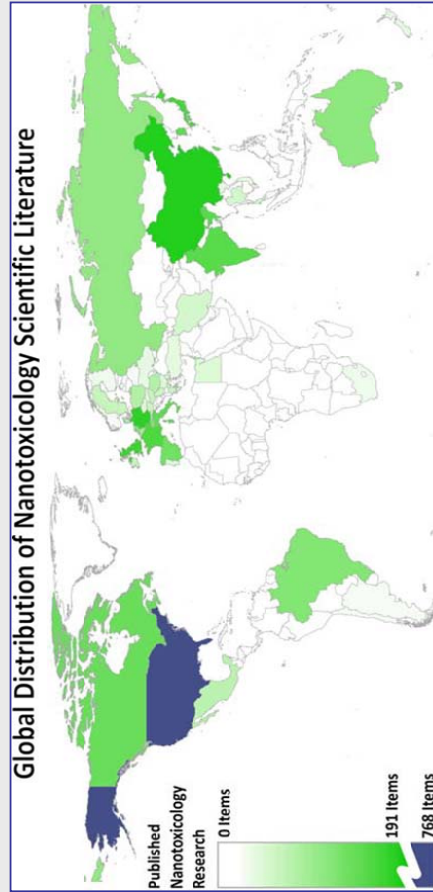 Global Distribution of Nanotoxicology Scientific Literature
Published
Nanotoxicology
Research
0 Items
191 Items
768 Items